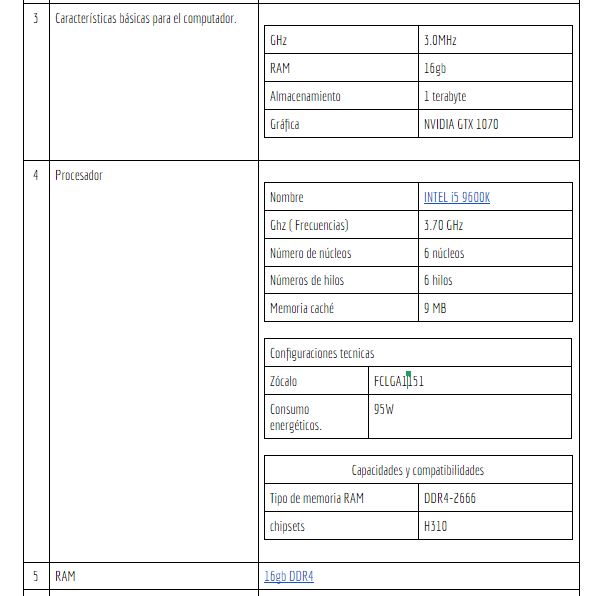 3 Características básicas para el computador.
GHz 3.0MHz
RAM 16gb
Almacenamiento 1 terabyte
Gráfica NVIDIA GTX 1070
4 Procesador
Nombre INTEL i5 9600K
Ghz ( Frecuencias) 3.70 GHz
Número de núcleos 6 núcleos
Números de hilos 6 hilos
Memoria caché 9 MB
Configuraciones tecnicas
Zócalo FCLGA1151
Consumo 95W
energéticos.
Capacidades y compatibilidades
Tipo de memoria RAM DDR4-2666
chipsets H310
5 RAM 16gb DDR4